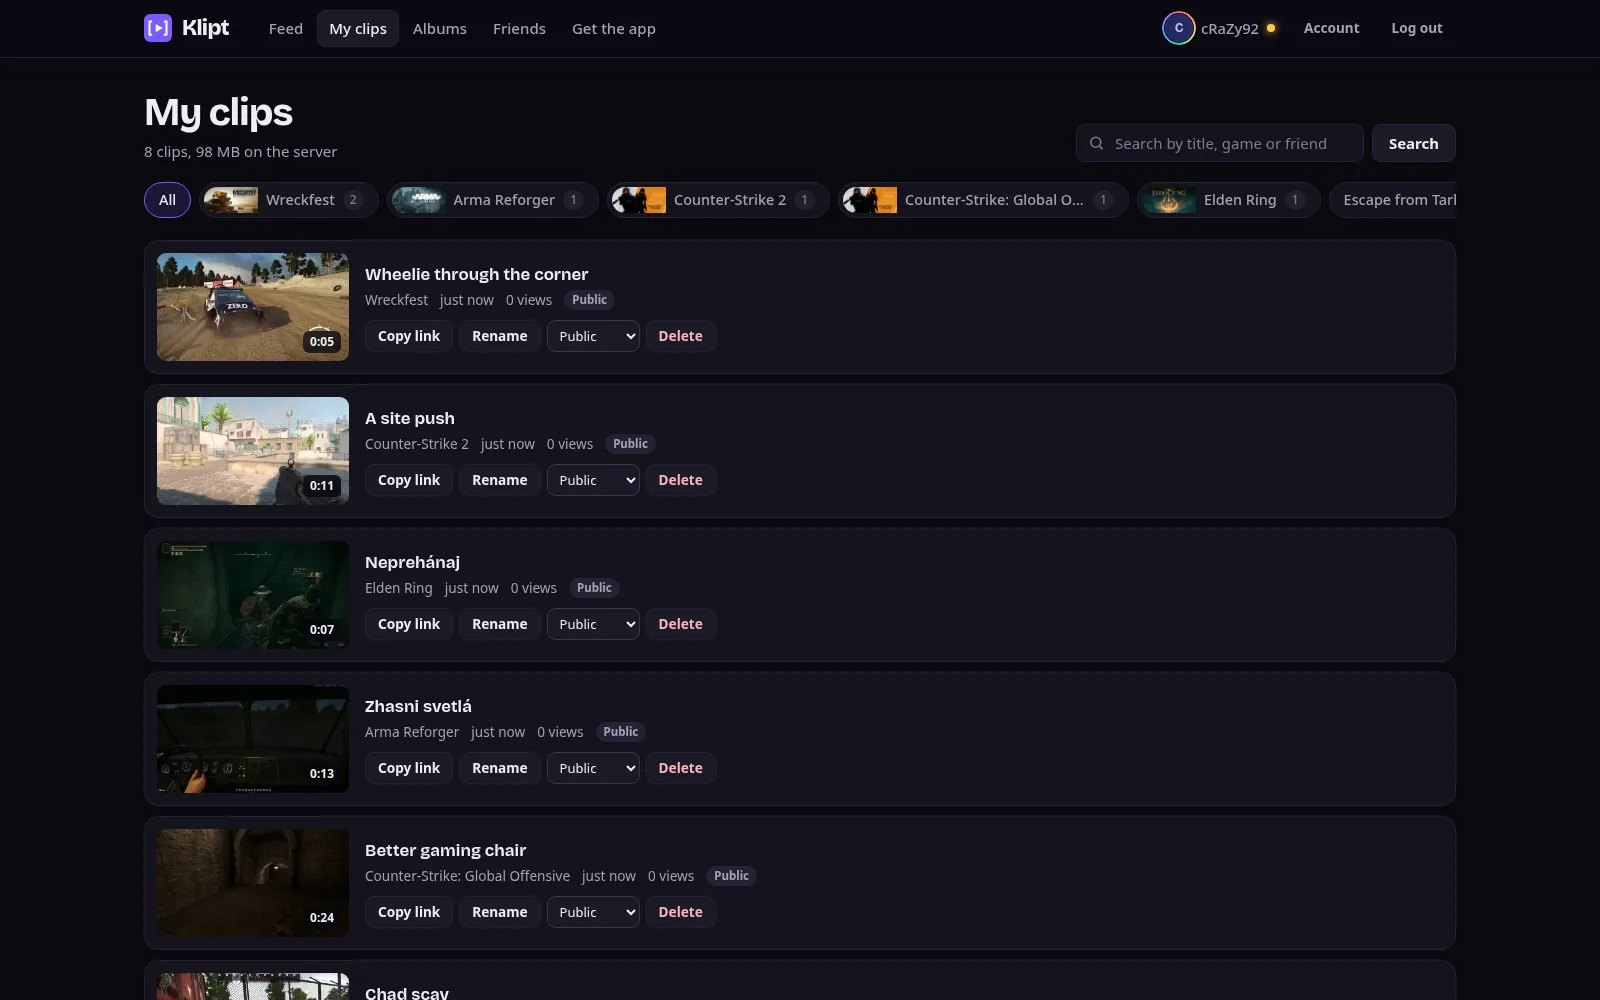 Klipt
Feed
My clips
Albums
Friends
Get the app
C
cRaZy92
Account
Log out
My clips
8 clips, 98 MB on the server
Search by title, game or friend
Search
All
Wreckfest 2
Arma Reforger 1
Counter-Strike 2 1
Counter-Strike: Global O... 1
Elden Ring 1
Escape from Tarl
Wheelie through the corner
Wreckfest just now 0 views Public
0:05
Copy link Rename Public Delete
A site push
Counter-Strike 2 just now 0 views Public
0:11
Copy link Rename Public Delete
Neprehánaj
Elden Ring just now 0 views Public
0:07
Copy link Rename Public Delete
Zhasni svetlá
Arma Reforger just now 0 views Public
0:13
Copy link Rename Public Delete
Better gaming chair
Counter-Strike: Global Offensive just now 0 views Public
0:24
Copy link Rename Public Delete
Chad scav